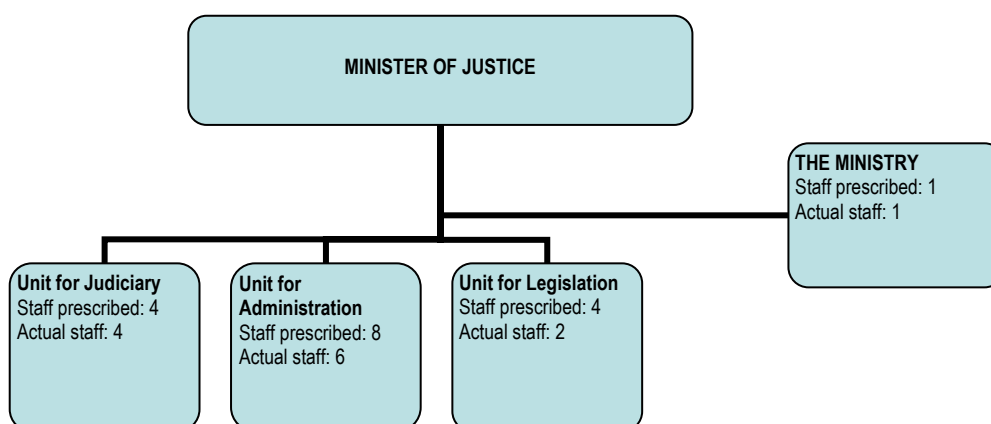 MINISTER OF JUSTICE
THE MINISTRY
Staff prescribed: 1
Actual staff: 1
Unit for Judiciary
Staff prescribed: 4
Actual staff: 4
Unit for
Administration
Staff prescribed: 8
Actual staff: 6
Unit for Legislation
Staff prescribed: 4
Actual staff: 2